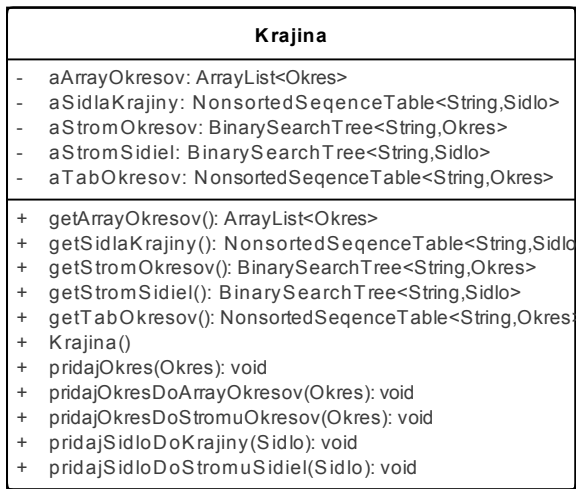 Krajina
- aArrayOkresov: ArrayList<Okres>
- aSidlaKrajiny: NonsortedSeqenceTable<String,Sidlo>
- aStromOkresov: BinarySearchTree<String,Okres>
- aStromSidiel: BinarySearchTree<String,Sidlo>
- aTabOkresov: NonsortedSeqenceTable<String,Okres>
+ getArrayOkresov(): ArrayList<Okres>
+ getSidlaKrajiny(): NonsortedSeqenceTable<String,Sidlo
+ getStromOkresov(): BinarySearchTree<String,Okres>
+ getStromSidiel(): BinarySearchTree<String,Sidlo>
+ getTabOkresov(): NonsortedSeqenceTable<String,Okres>
+ Krajina()
+ pridajOkres(Okres): void
+ pridajOkresDoArrayOkresov(Okres): void
+ pridajOkresDoStromuOkresov(Okres): void
+ pridajSidloDoKrajiny(Sidlo): void
+ pridajSidloDoStromuSidiel(Sidlo): void